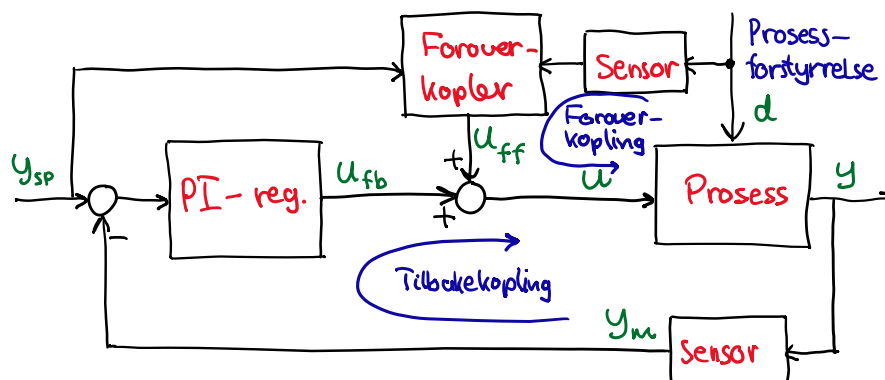 Forover-
kopler
Sensor
Prosess-
forstyrrelse
d
Forover-
kopling
u_ff
+
y_sp
PI-reg.
u_fb
+
u
Prosess
y
-
Tilbakekopling
y_m
Sensor